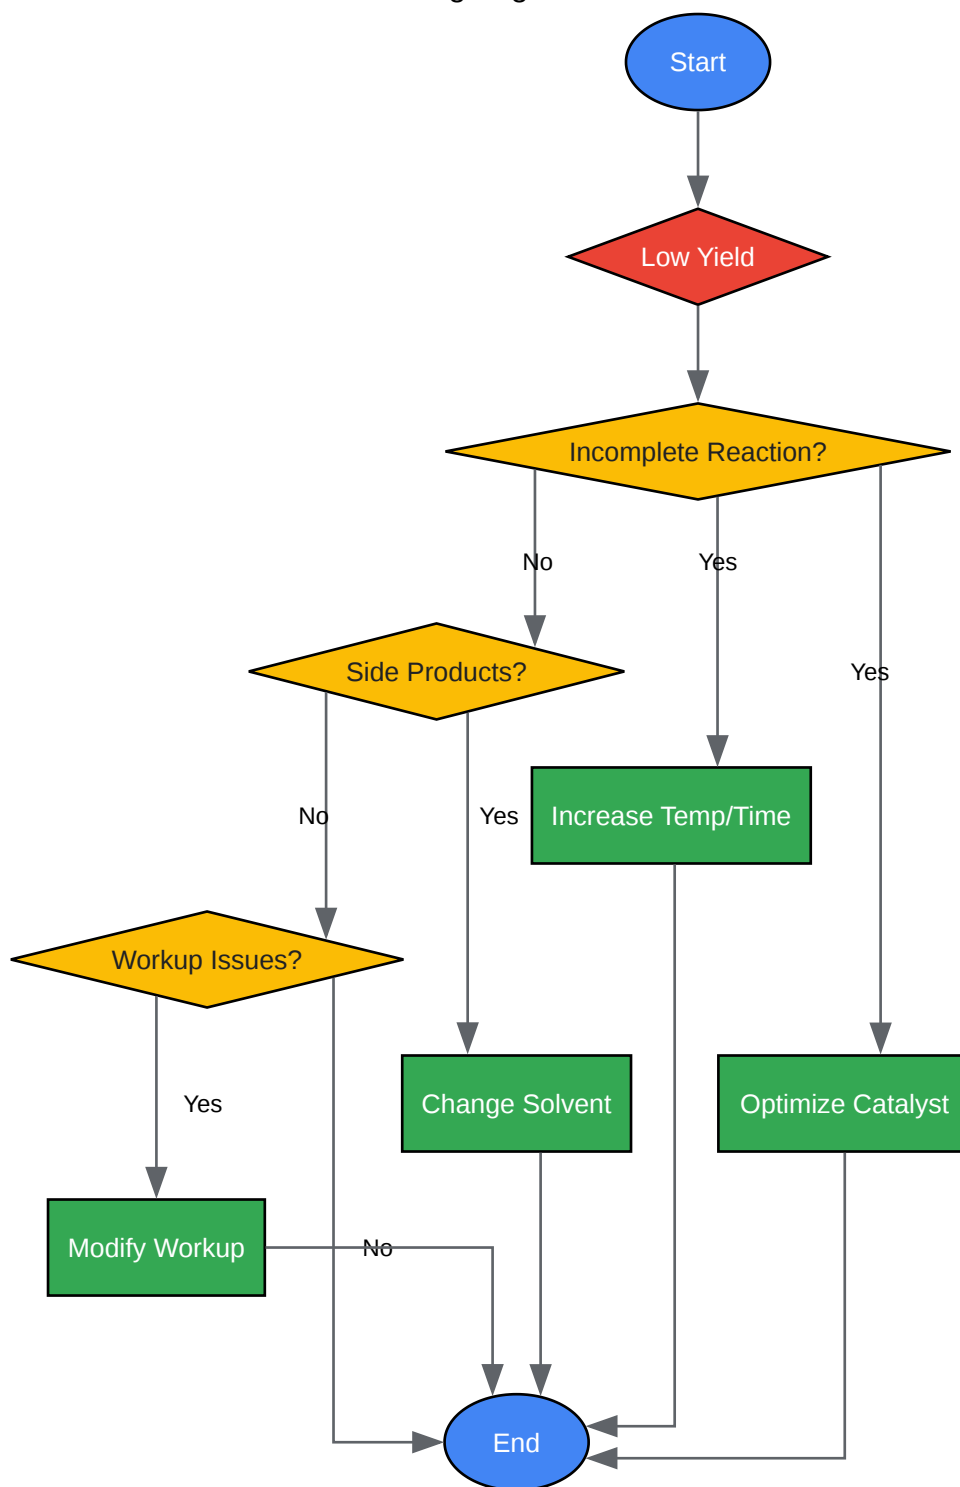 Start
Low Yield
Incomplete Reaction?
No
Yes
Side Products?
Yes
No
Yes
Increase Temp/Time
Workup Issues?
Yes
Change Solvent
Optimize Catalyst
Modify Workup
No
End